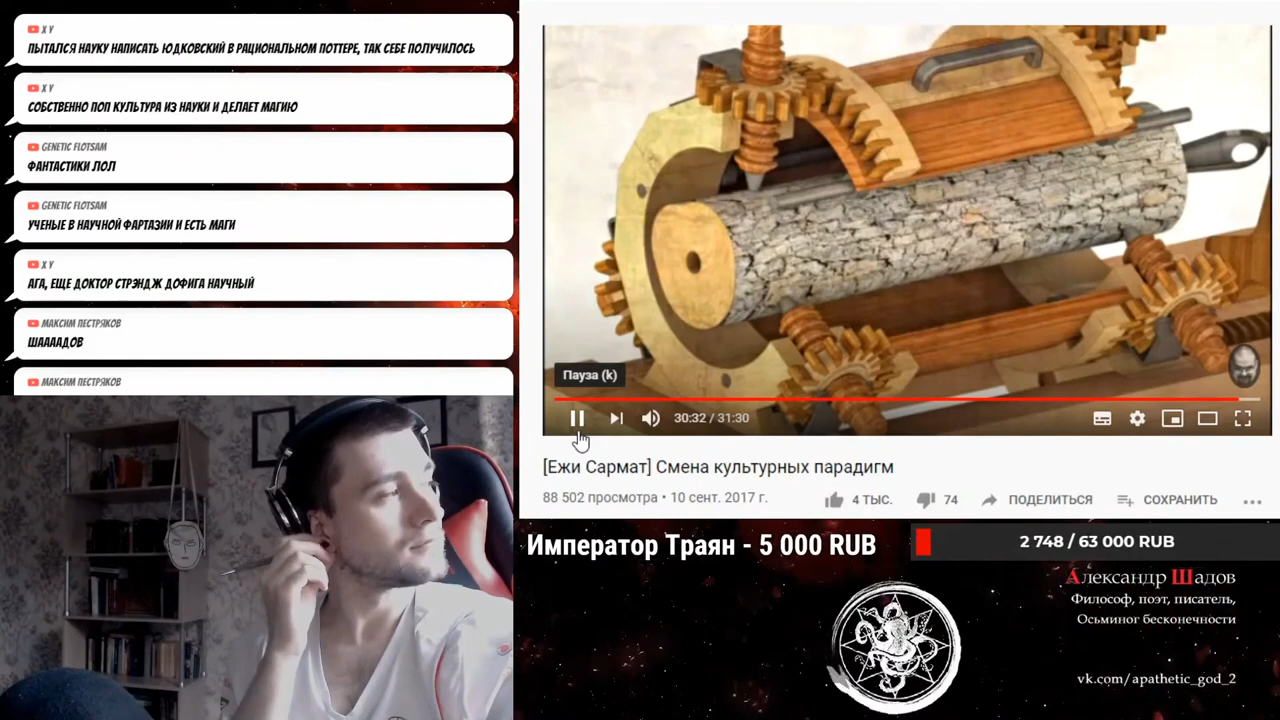 X Y
ПЫТАЛСЯ НАУКУ НАПИСАТЬ ЮДКОВСКИЙ В РАЦИОНАЛЬНОМ ПОТТЕРЕ, ТАК СЕБЕ ПОЛУЧИЛОСЬ
X Y
СОБСТВЕННО ПОП КУЛЬТУРА ИЗ НАУКИ И ДЕЛАЕТ МАГИЮ
GENETIC FLOTSAM
ФАНТАСТИКИ ЛОЛ
GENETIC FLOTSAM
УЧЕНЫЕ В НАУЧНОЙ ФАРТАЗИИ И ЕСТЬ МАГИ
X Y
АГА, ЕЩЕ ДОКТОР СТРЭНДЖ ДОФИГА НАУЧНЫЙ
МАКСИМ ПЕСТРЯКОВ
ШААААДОВ
МАКСИМ ПЕСТРЯКОВ
Пауза (k)
30:32 / 31:30
[Ежи Сармат] Смена культурных парадигм
88 502 просмотра • 10 сент. 2017 г.
4 ТЫС.
74
ПОДЕЛИТЬСЯ
СОХРАНИТЬ
Император Траян - 5 000 RUB
2 748 / 63 000 RUB
Александр Шадов
Философ, поэт, писатель,
Осьминог бесконечности
vk.com/apathetic_god_2